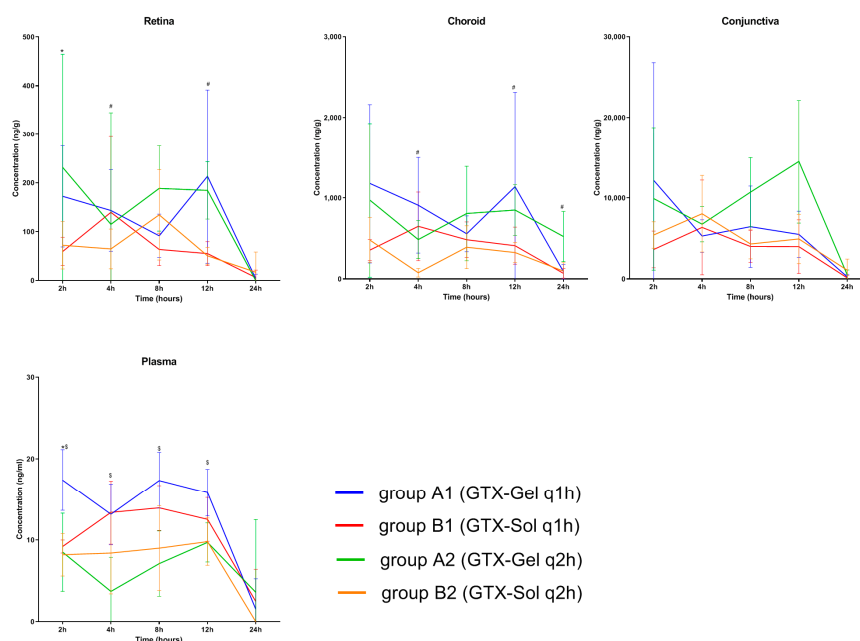 Retina
500
400
300
200
100
0
Concentration (ng/g)
*
#
#
2h 4h 8h 12h 24h
Time (hours)
Choroid
3,000
2,000
1,000
0
Concentration (ng/g)
#
#
#
2h 4h 8h 12h 24h
Time (hours)
Conjunctiva
30,000
20,000
10,000
0
Concentration (ng/g)
2h 4h 8h 12h 24h
Time (hours)
Plasma
30
20
10
0
Concentration (ng/ml)
*$
$
$
$
2h 4h 8h 12h 24h
Time (hours)
group A1 (GTX-Gel q1h)
group B1 (GTX-Sol q1h)
group A2 (GTX-Gel q2h)
group B2 (GTX-Sol q2h)